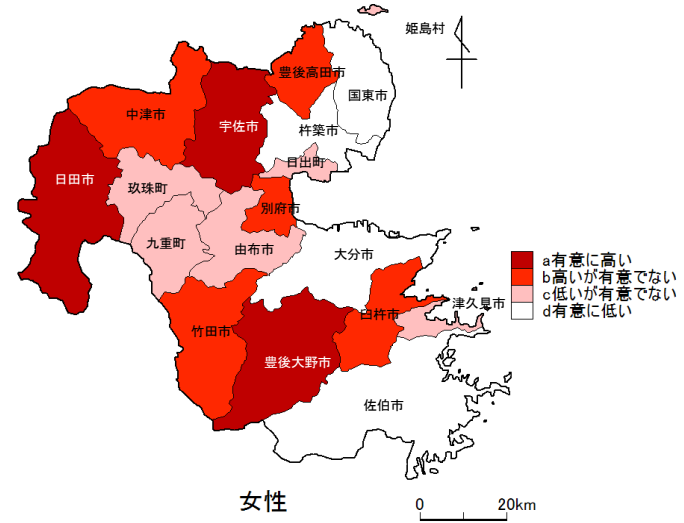 姫島村
豊後高田市
国東市
中津市
宇佐市
杵築市
日出町
日田市
玖珠町
別府市
九重町
由布市
大分市
a有意に高い
b高いが有意でない
c低いが有意でない
d有意に低い
津久見市
臼杵市
竹田市
豊後大野市
佐伯市
女性
0 20km